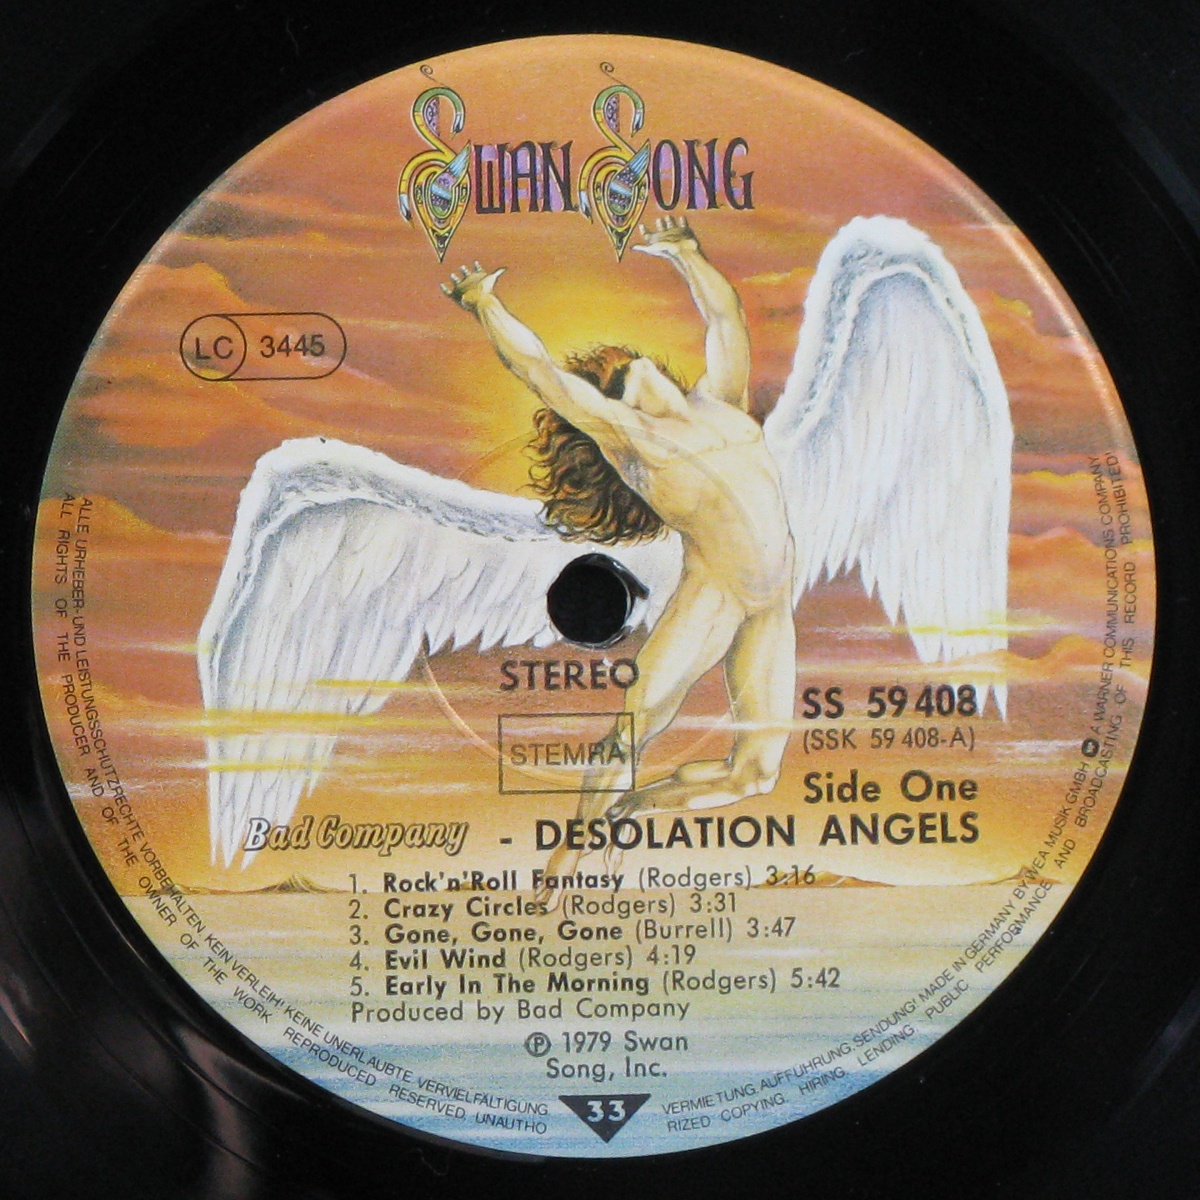 SWAN SONG
LC 3445
STEREO
STEMRA
SS 59 408
(SSK 59 408-A)
Side One
Bad Company - DESOLATION ANGELS
1. Rock'n'Roll Fantasy (Rodgers) 3:16
2. Crazy Circles (Rodgers) 3:31
3. Gone, Gone, Gone (Burrell) 3:47
4. Evil Wind (Rodgers) 4:19
5. Early In The Morning (Rodgers) 5:42
Produced by Bad Company
Ⓟ 1979 Swan
Song, Inc.
33
ALLE URHEBER- UND LEISTUNGSSCHUTZRECHTE VORBEHALTEN KEIN VERLEIH! KEINE UNERLAUBTE VERVIELFÄLTIGUNG, VERMIETUNG, AUFFÜHRUNG, SENDUNG! MADE IN GERMANY BY WEA MUSIK GMBH A WARNER COMMUNICATIONS COMPANY
ALL RIGHTS OF THE PRODUCER AND OF THE OWNER OF THE WORK REPRODUCED RESERVED, UNAUTHORIZED COPYING, HIRING, LENDING, PUBLIC PERFORMANCE AND BROADCASTING OF THIS RECORD PROHIBITED!